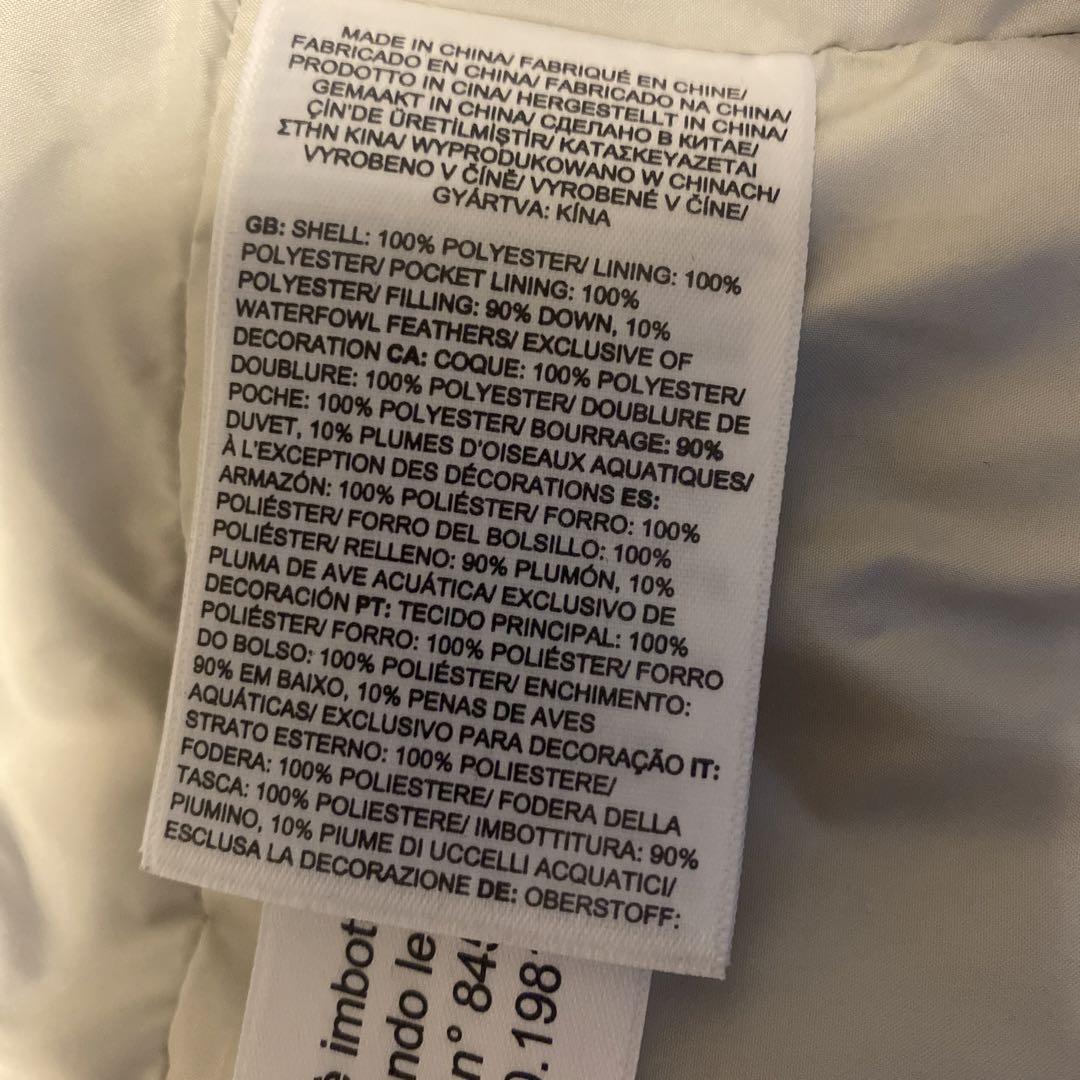 MADE IN CHINA/ FABRIQUÉ EN CHINE/
FABRICADO EN CHINA/ FABRICADO NA CHINA/
PRODOTTO IN CINA/ HERGESTELLT IN CHINA/
GEMAAKT IN CHINA/ СДЕЛАНО В КИТАЕ/
ÇİN'DE ÜRETİLMİŞTİR/ ΚΑΤΑΣΚΕΥΑΖΕΤΑΙ
ΣΤΗΝ ΚΙΝΑ/ WYPRODUKOWANO W CHINACH/
VYROBENO V ČÍNĚ/ VYROBENÉ V ČÍNE/
GYÁRTVA: KÍNA
GB: SHELL: 100% POLYESTER/ LINING: 100%
POLYESTER/ POCKET LINING: 100%
POLYESTER/ FILLING: 90% DOWN, 10%
WATERFOWL FEATHERS/ EXCLUSIVE OF
DECORATION CA: COQUE: 100% POLYESTER/
DOUBLURE: 100% POLYESTER/ DOUBLURE DE
POCHE: 100% POLYESTER/ BOURRAGE: 90%
DUVET, 10% PLUMES D'OISEAUX AQUATIQUES/
À L'EXCEPTION DES DÉCORATIONS ES:
ARMAZÓN: 100% POLIÉSTER/ FORRO: 100%
POLIÉSTER/ FORRO DEL BOLSILLO: 100%
POLIÉSTER/ RELLENO: 90% PLUMÓN, 10%
PLUMA DE AVE ACUÁTICA/ EXCLUSIVO DE
DECORACIÓN PT: TECIDO PRINCIPAL: 100%
POLIÉSTER/ FORRO: 100% POLIÉSTER/ FORRO
DO BOLSO: 100% POLIÉSTER/ ENCHIMENTO:
90% EM BAIXO, 10% PENAS DE AVES
AQUÁTICAS/ EXCLUSIVO PARA DECORAÇÃO IT:
STRATO ESTERNO: 100% POLIESTERE/
FODERA: 100% POLIESTERE/ FODERA DELLA
TASCA: 100% POLIESTERE/ IMBOTTITURA: 90%
PIUMINO, 10% PIUME DI UCCELLI ACQUATICI/
ESCLUSA LA DECORAZIONE DE: OBERSTOFF:
è imbot
ndo le
n° 845
0.198